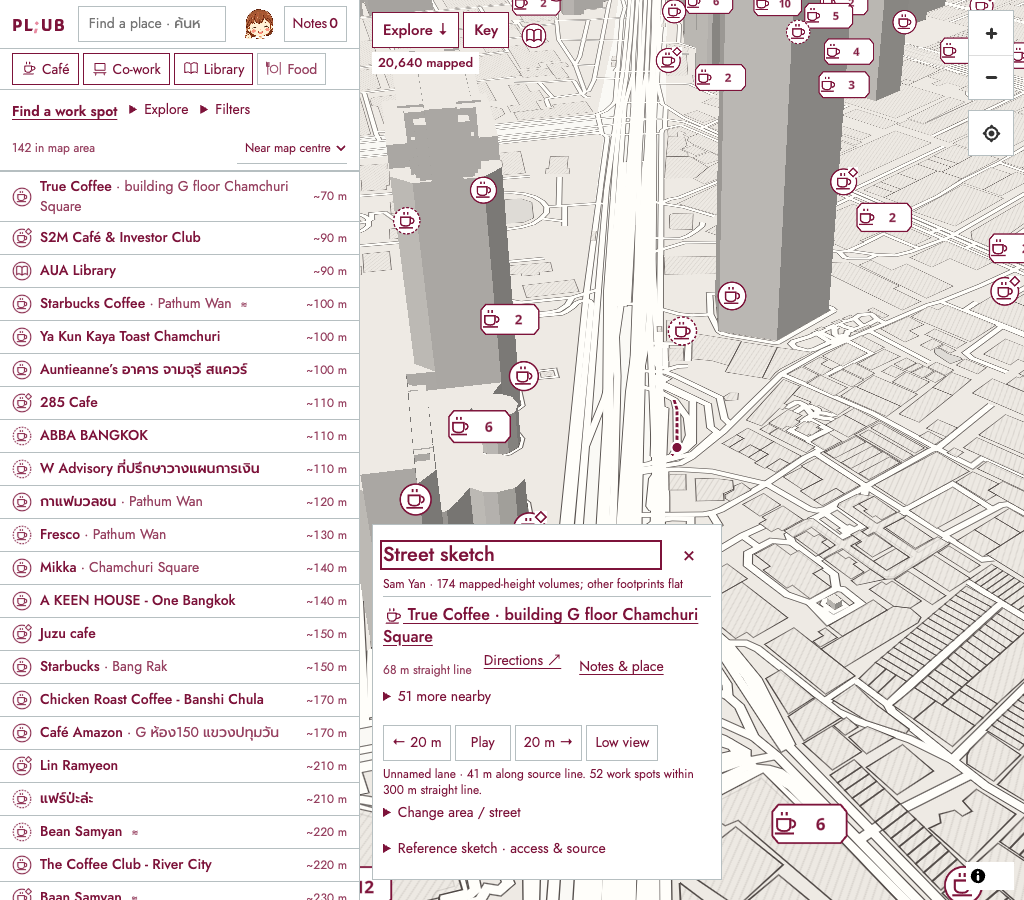 PL;UB
Find a place · ค้นห
Notes 0
Café
Co-work
Library
Food
Find a work spot
Explore
Filters
142 in map area
Near map centre
True Coffee · building G floor Chamchuri Square
~70 m
S2M Café & Investor Club
~90 m
AUA Library
~90 m
Starbucks Coffee · Pathum Wan ≈
~100 m
Ya Kun Kaya Toast Chamchuri
~100 m
Auntieanne's อาคาร จามจุรี สแควร์
~100 m
285 Cafe
~110 m
ABBA BANGKOK
~110 m
W Advisory ที่ปรึกษาวางแผนการเงิน
~110 m
กาแฟมวลชน · Pathum Wan
~120 m
Fresco · Pathum Wan
~130 m
Mikka · Chamchuri Square
~140 m
A KEEN HOUSE - One Bangkok
~140 m
Juzu cafe
~150 m
Starbucks · Bang Rak
~150 m
Chicken Roast Coffee - Banshi Chula
~170 m
Café Amazon · G ห้อง150 แขวงปทุมวัน
~170 m
Lin Ramyeon
~210 m
แฟร์ปะล่ะ
~210 m
Bean Samyan ≈
~220 m
The Coffee Club - River City
~220 m
Baan Samyan ≈
~230 m
Explore ↓
Key
20,640 mapped
2
6
10
2
5
4
3
2
2
2
6
6
12
+
−
Street sketch
×
Sam Yan · 174 mapped-height volumes; other footprints flat
True Coffee · building G floor Chamchuri
Square
68 m straight line
Directions ↗
Notes & place
51 more nearby
← 20 m
Play
20 m →
Low view
Unnamed lane · 41 m along source line. 52 work spots within
300 m straight line.
Change area / street
Reference sketch · access & source